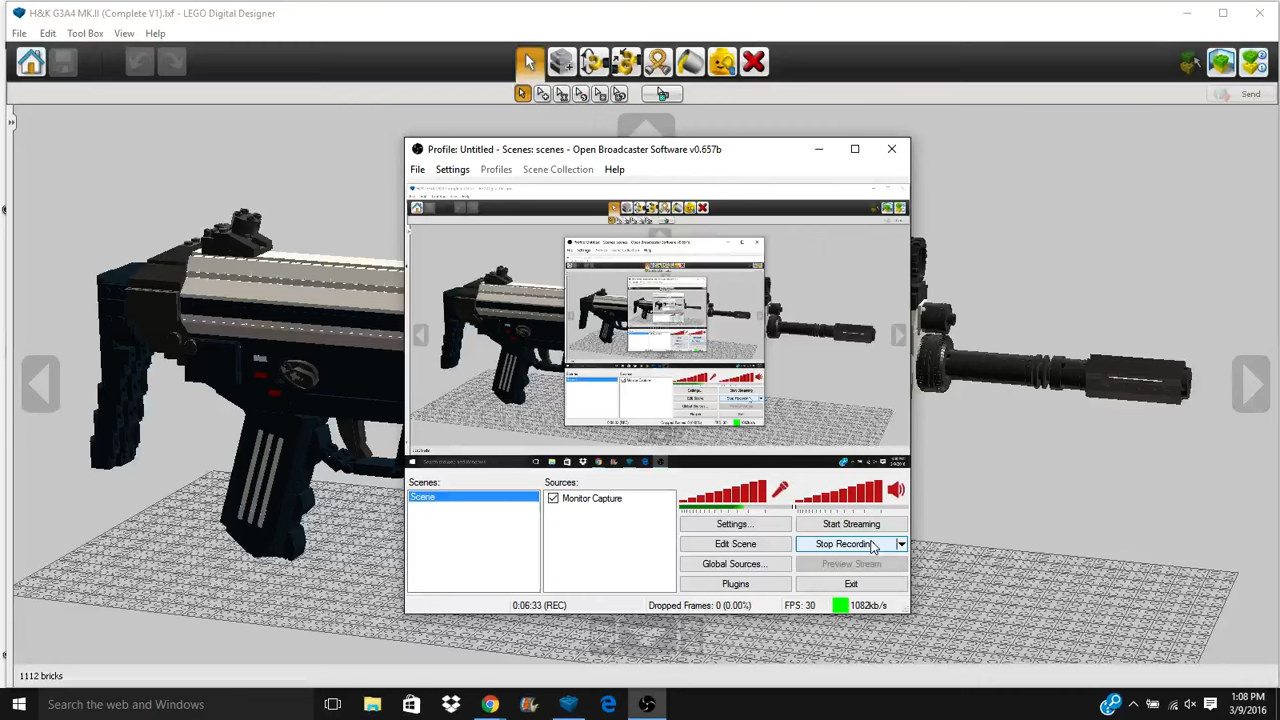 H&K G3A4 MK.II (Complete V1).lxf - LEGO Digital Designer
File Edit Tool Box View Help
Send
Profile: Untitled - Scenes: scenes - Open Broadcaster Software v0.657b
File Settings Profiles Scene Collection Help
Scenes:
Scene
Sources:
Monitor Capture
Settings...
Start Streaming
Edit Scene
Stop Recording
Global Sources...
Preview Stream
Plugins
Exit
0:06:33 (REC)
Dropped Frames: 0 (0.00%)
FPS: 30
1082kb/s
1112 bricks
Search the web and Windows
1:08 PM
3/9/2016